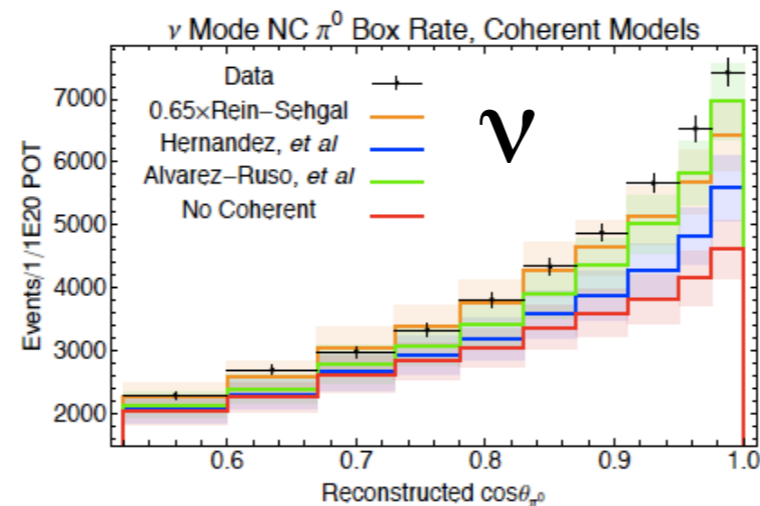 ν Mode NC π⁰ Box Rate, Coherent Models
Data
0.65×Rein−Sehgal
Hernandez, et al
Alvarez−Ruso, et al
No Coherent
ν
Events/1/1E20 POT
7000
6000
5000
4000
3000
2000
0.6 0.7 0.8 0.9 1.0
Reconstructed cosθπ⁰